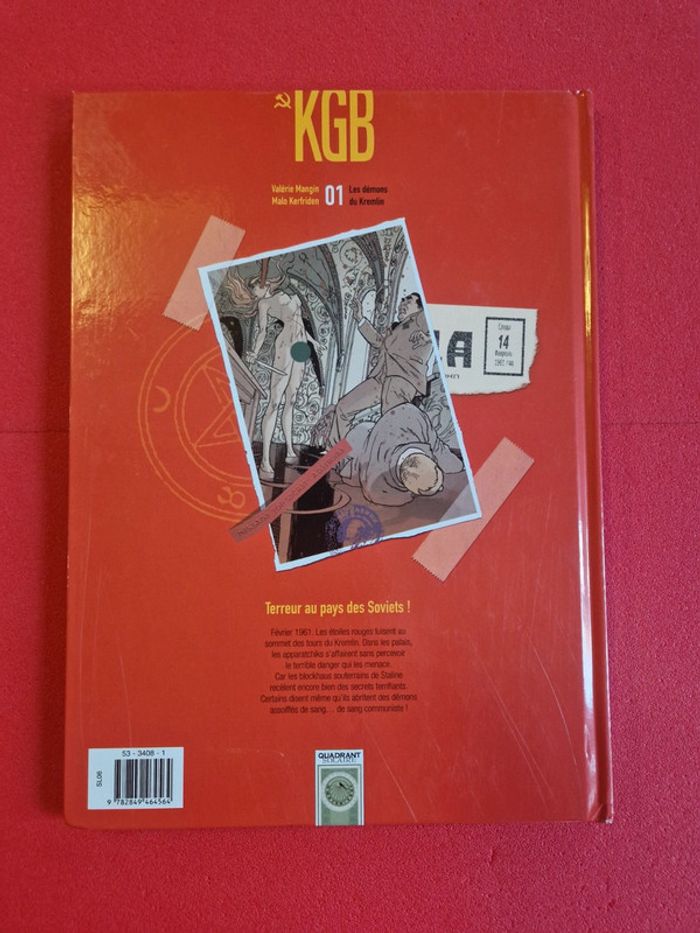 KGB
Valérie Mangin
Malo Kerfriden
01
Les démons
du Kremlin
14
Terreur au pays des Soviets !
Février 1961. Les étoiles rouges luisent au
sommet des tours du Kremlin. Dans les palais,
les apparatchiks s'affairent sans percevoir
le terrible danger qui les menace.
Car les blockhaus souterrains de Staline
recèlent encore bien des secrets terrifiants.
Certains disent même qu'ils abritent des démons
assoiffés de sang… de sang communiste !
53 - 3408 - 1
SL06
9 782849 464564
QUADRANT
SOLAIRE